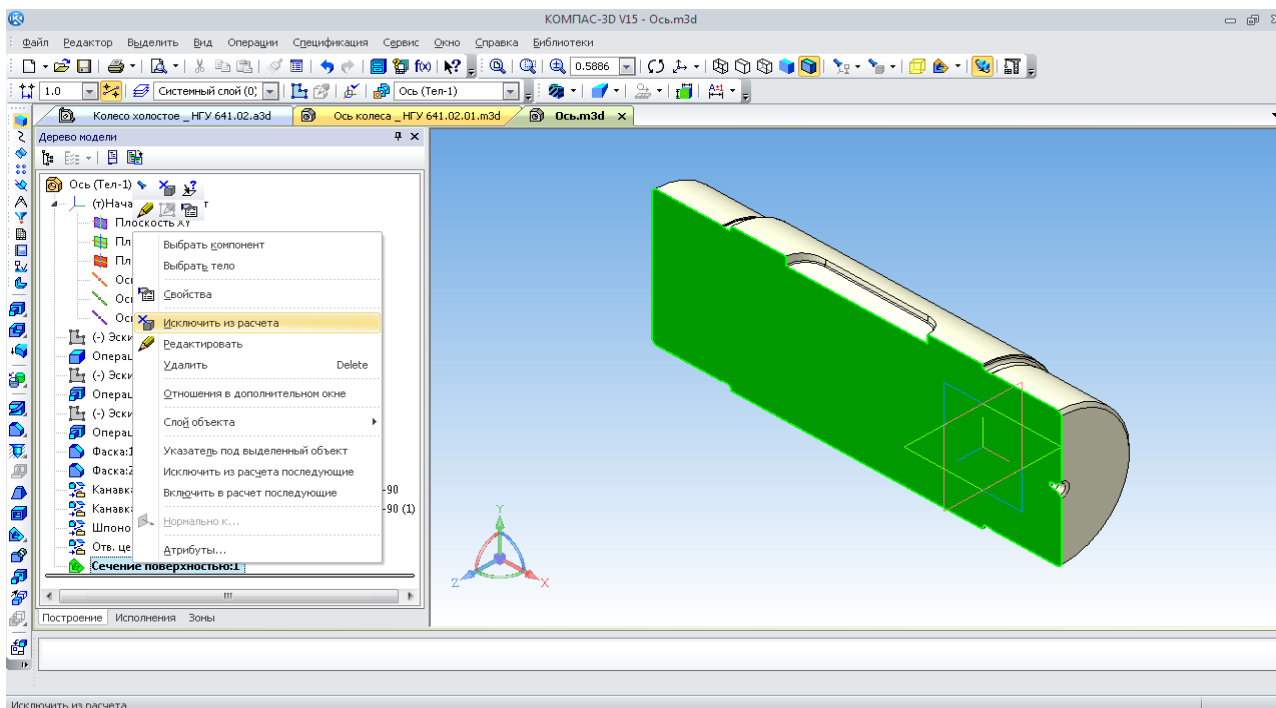 КОМПАС-3D V15 - Ось.m3d
Файл Редактор Выделить Вид Операции Спецификация Сервис Окно Справка Библиотеки
f(x) 0.5886
1.0 Системный слой (0) Ось (Тел-1)
Колесо холостое _ НГУ 641.02.a3d Ось колеса _ НГУ 641.02.01.m3d Ось.m3d
Дерево модели
Ось (Тел-1)
(т)Нача т
Плоскость XY
Пл
Пл
Ос
Ос
Ос
(-) Эски
Операц
(-) Эски
Операц
(-) Эски
Операц
Фаска:1
Фаска:2
Канавка -90
Канавка -90 (1)
Шпоно
Отв. це
Сечение поверхностью:1
Выбрать компонент
Выбрать тело
Свойства
Исключить из расчета
Редактировать
Удалить Delete
Отношения в дополнительном окне
Слой объекта
Указатель под выделенный объект
Исключить из расчета последующие
Включить в расчет последующие
Нормально к...
Атрибуты...
Построение Исполнения Зоны
Y
Z X
Исключить из расчета